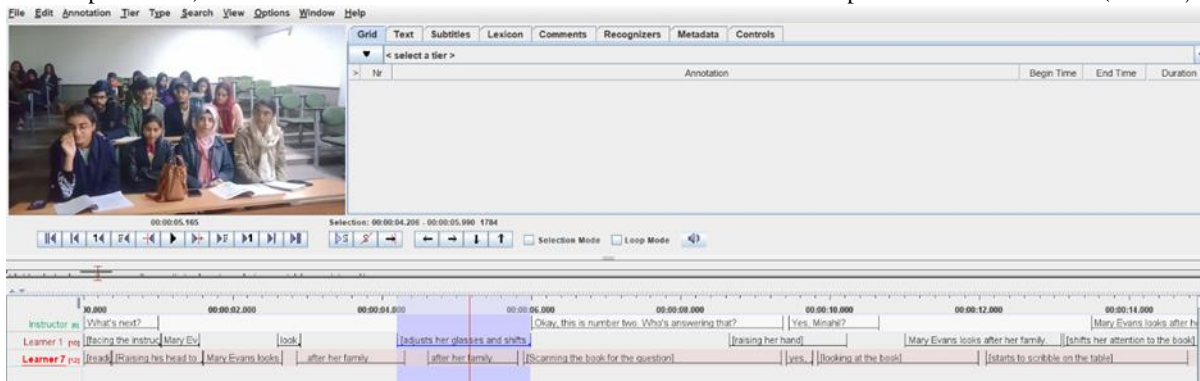 File Edit Annotation Tier Type Search View Options Window Help
Grid Text Subtitles Lexicon Comments Recognizers Metadata Controls
< select a tier >
> Nr Annotation Begin Time End Time Duration
00:00:05.165
Selection: 00:00:04.206 - 00:00:05.990 1784
Selection Mode Loop Mode
00:00:02.000 00:00:04.000 00:00:06.000 00:00:08.000 00:00:10.000 00:00:12.000 00:00:14.000
Instructor What's next? Okay, this is number two. Who's answering that? Yes. Minahil? Mary Evans looks after h
Learner 1 [facing the instruc Mary Ev look [adjusts her glasses and shifts [raising her hand] Mary Evans looks after her family. [shifts her attention to the book]
Learner 7 [readi [Raising his head to Mary Evans looks after her family. after her family. [Scanning the book for the question] yes, [looking at the book] [starts to scribble on the table]